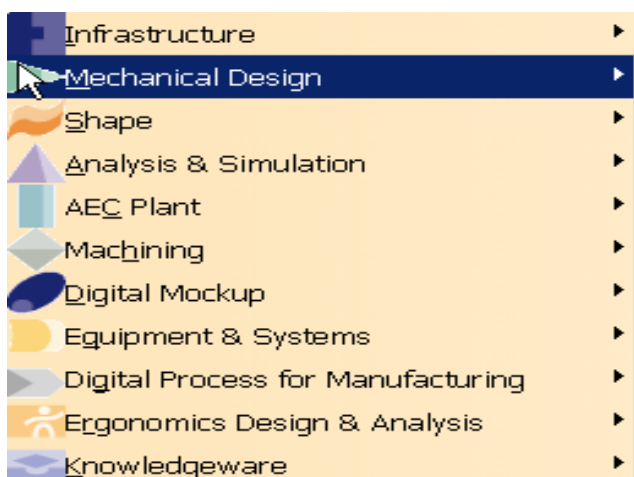 Infrastructure
Mechanical Design
Shape
Analysis & Simulation
AEC Plant
Machining
Digital Mockup
Equipment & Systems
Digital Process for Manufacturing
Ergonomics Design & Analysis
Knowledgeware